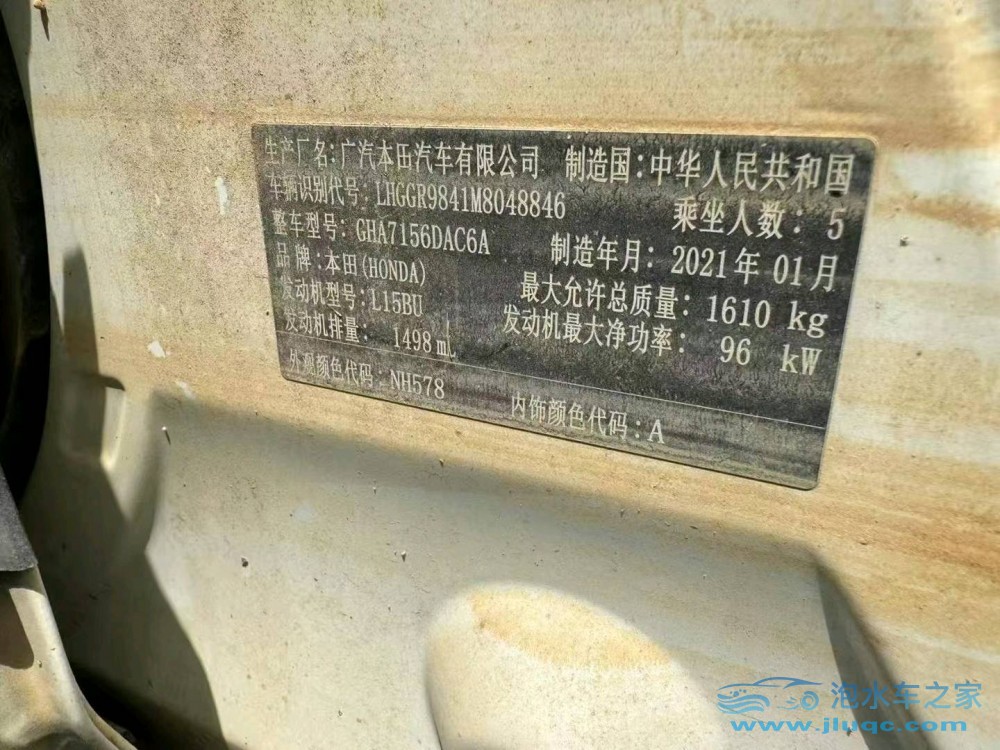 生产厂名:广汽本田汽车有限公司 制造国:中华人民共和国
车辆识别代号:LHGGR9841M8048846 乘坐人数:5
整车型号:GHA7156DAC6A 制造年月:2021年01月
品牌:本田(HONDA) 最大允许总质量:1610 kg
发动机型号:L15BU 发动机最大净功率:96 kW
发动机排量:1498 mL
外观颜色代码:NH578 内饰颜色代码:A
泡水车之家
www.jluqc.com